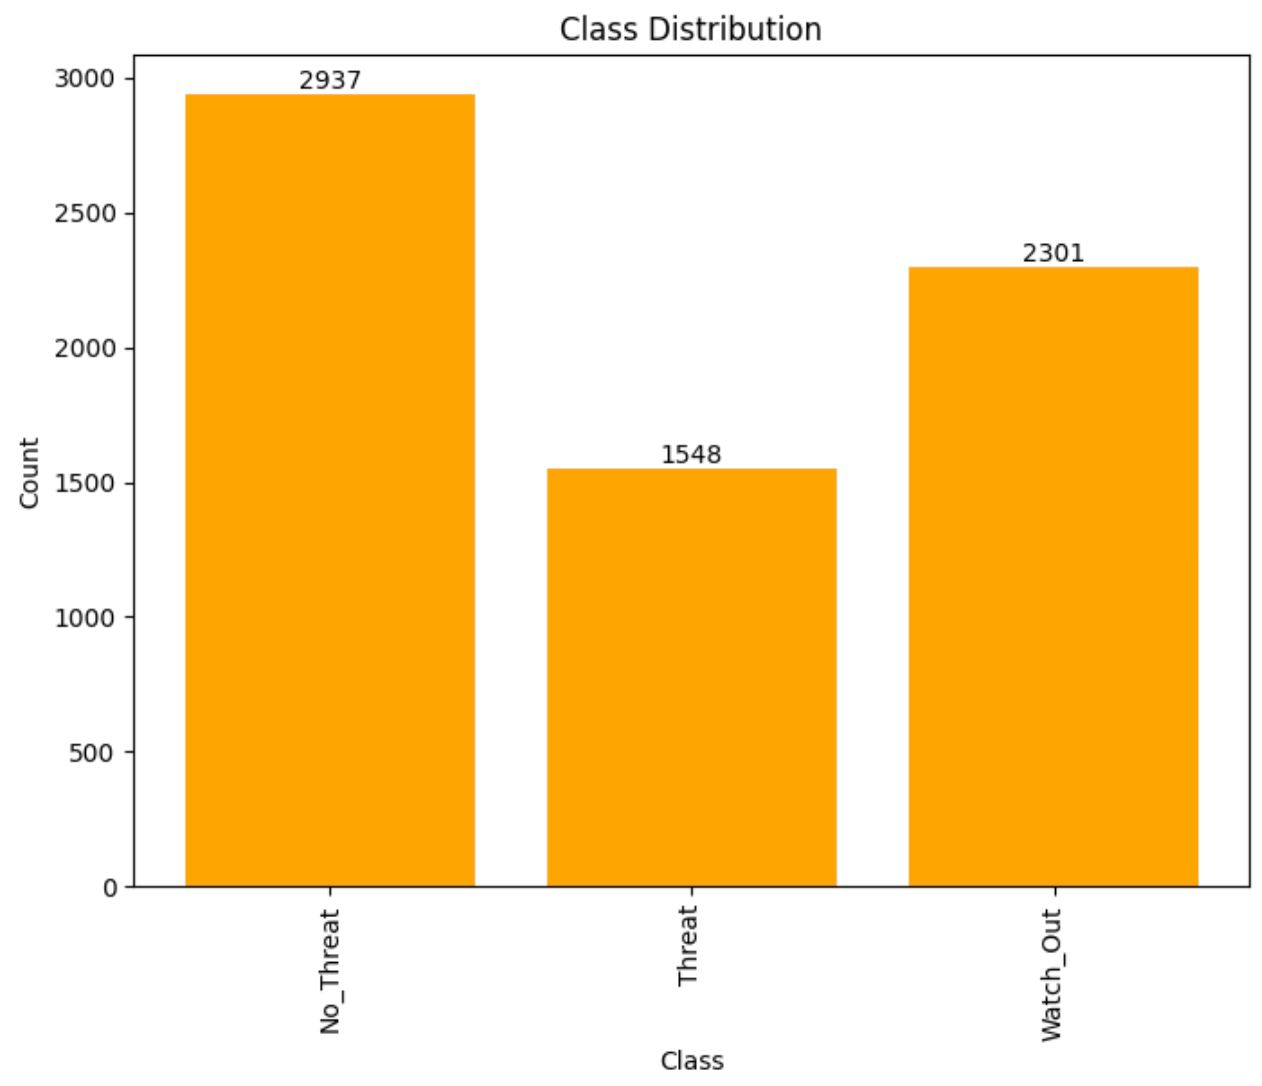 Class Distribution
3000
2500
2000
1500
1000
500
0
Count
2937
1548
2301
No_Threat
Threat
Watch_Out
Class